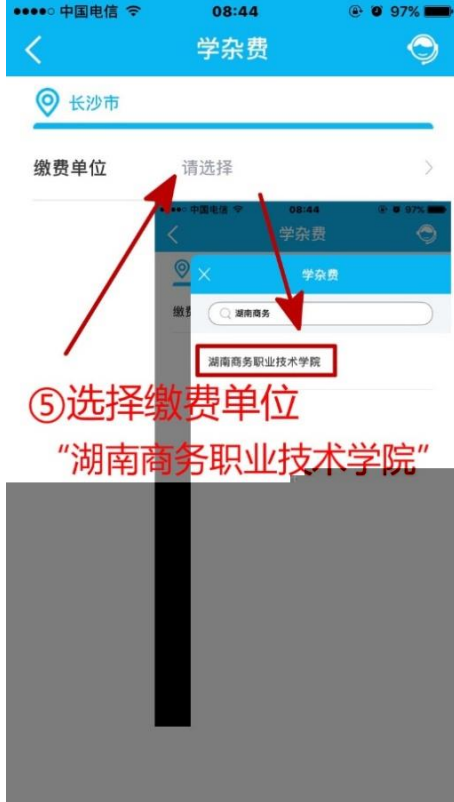 中国电信 08:44 97%
学杂费
长沙市
缴费单位 请选择
中国电信 08:44 97%
学杂费
学杂费
缴费
湖南商务
湖南商务职业技术学院
⑤选择缴费单位
“湖南商务职业技术学院”